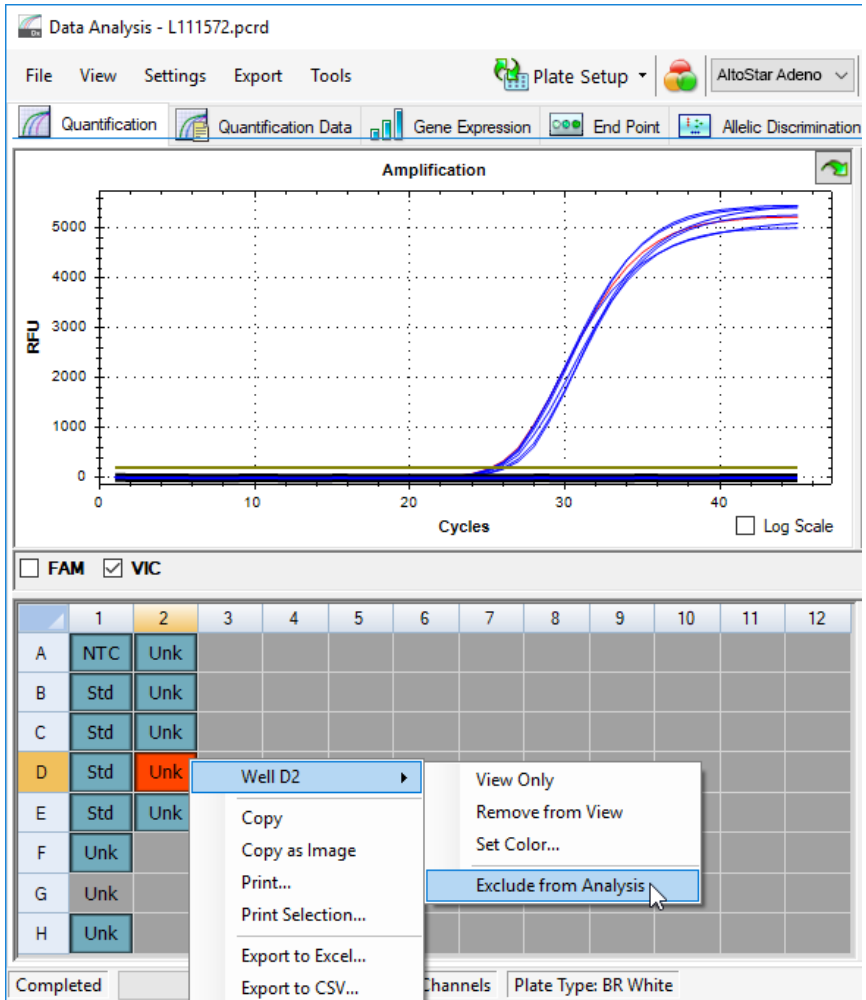 Data Analysis - L111572.pcrd
File View Settings Export Tools Plate Setup AltoStar Adeno
Quantification Quantification Data Gene Expression End Point Allelic Discrimination
Amplification
5000
4000
3000
2000
1000
0
RFU
0 10 20 30 40
Cycles
Log Scale
FAM VIC
1 2 3 4 5 6 7 8 9 10 11 12
A NTC Unk
B Std Unk
C Std Unk
D Std Unk
E Std Unk
F Unk
G Unk
H Unk
Well D2
Copy
Copy as Image
Print...
Print Selection...
Export to Excel...
Export to CSV...
View Only
Remove from View
Set Color...
Exclude from Analysis
Completed Channels Plate Type: BR White